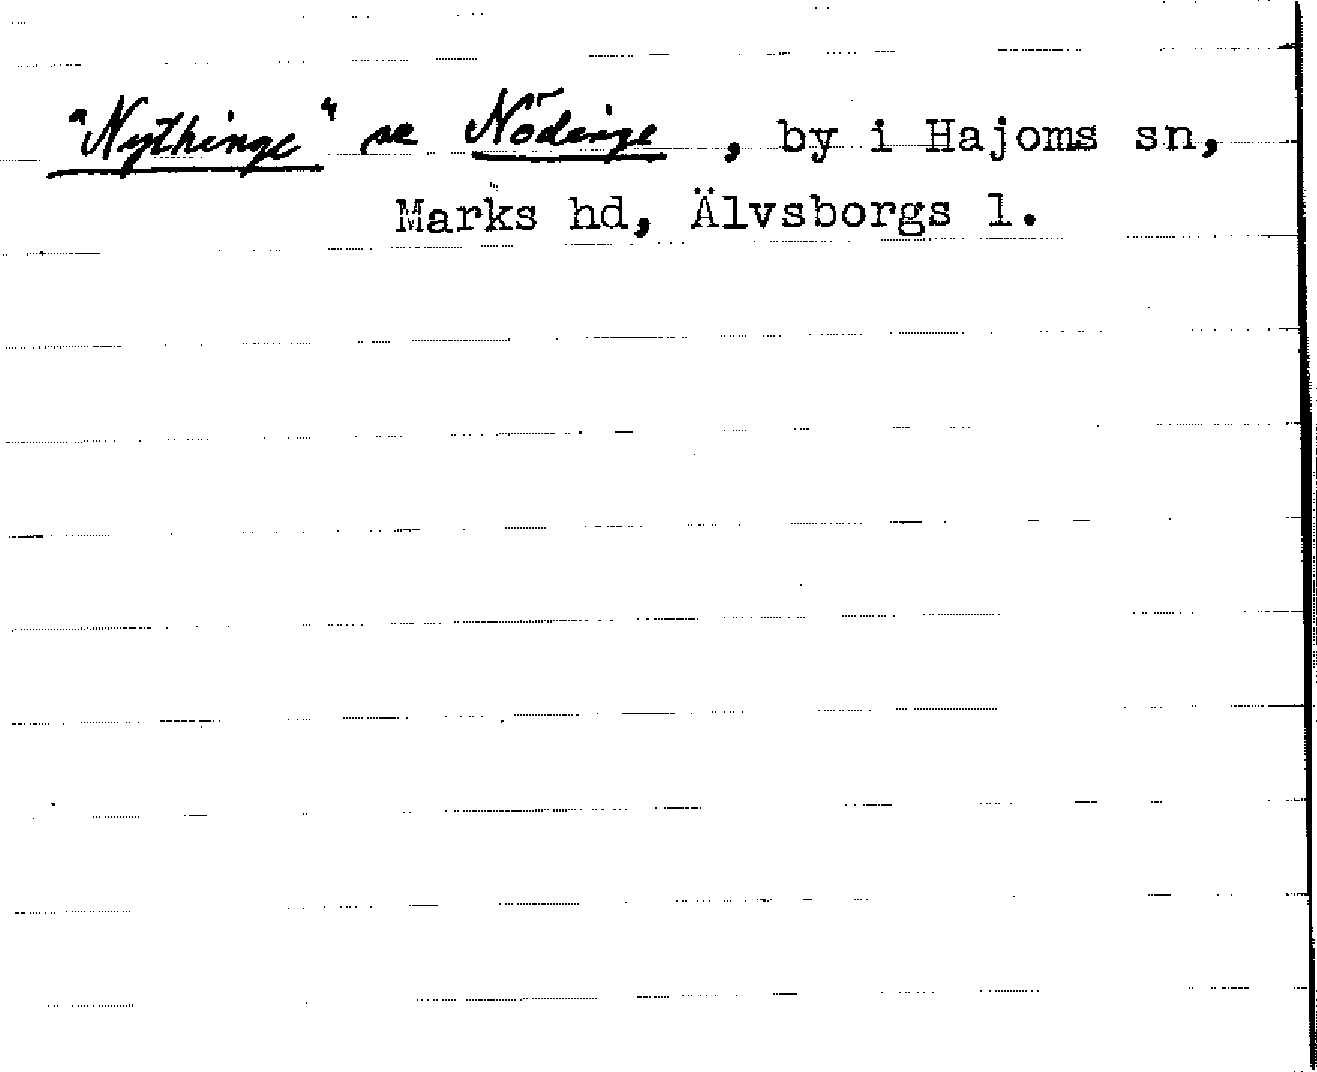 "Nythinge" se Nödinge, by i Hajoms sn,
Marks hd, Älvsborgs l.